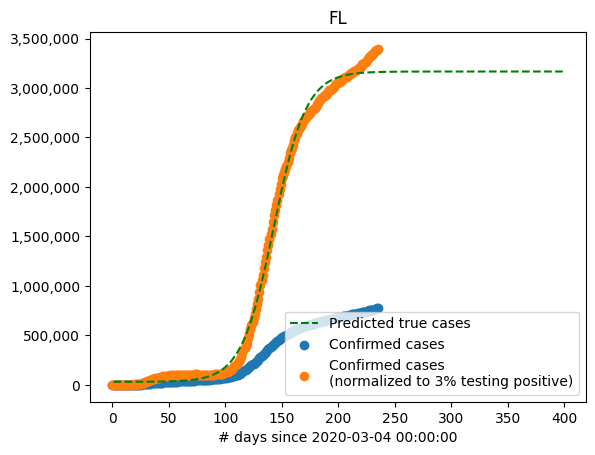 FL
3,500,000
3,000,000
2,500,000
2,000,000
1,500,000
1,000,000
500,000
0
Predicted true cases
Confirmed cases
Confirmed cases
(normalized to 3% testing positive)
0 50 100 150 200 250 300 350 400
# days since 2020-03-04 00:00:00